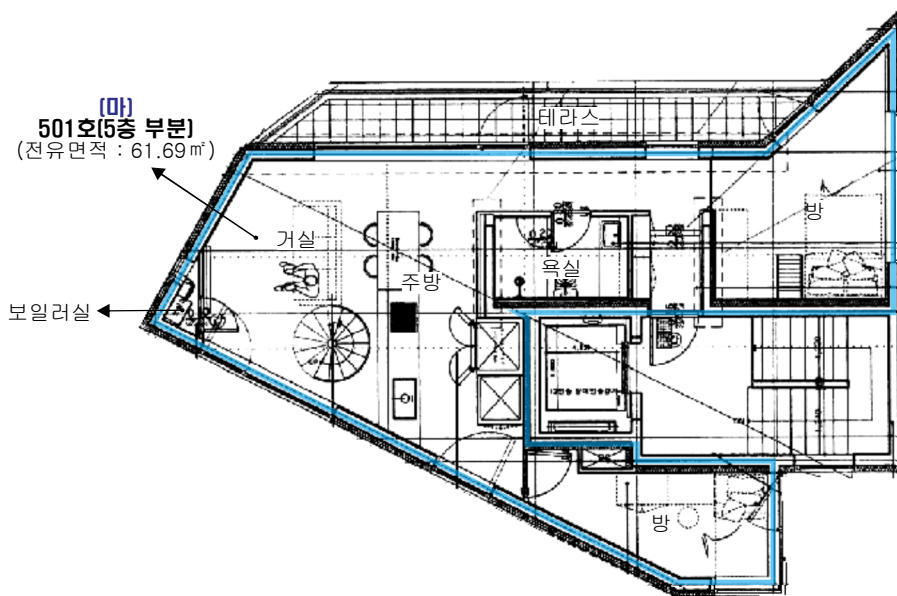 (마)
501호(5층 부분)
(전유면적 : 61.69㎡)
테라스
방
거실
욕실
주방
보일러실
방